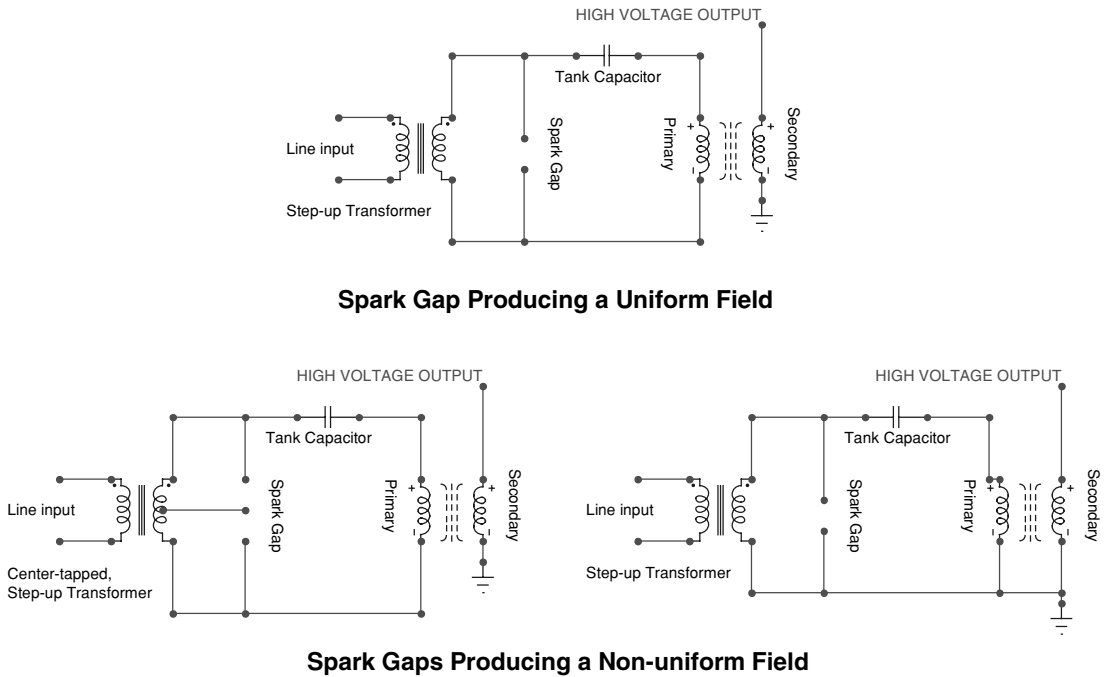 HIGH VOLTAGE OUTPUT
Tank Capacitor
Line input
Spark Gap
Primary
+
-
+
-
Secondary
Step-up Transformer
Spark Gap Producing a Uniform Field
HIGH VOLTAGE OUTPUT
Tank Capacitor
Line input
Spark Gap
Primary
+
-
+
-
Secondary
Center-tapped,
Step-up Transformer
HIGH VOLTAGE OUTPUT
Tank Capacitor
Line input
Spark Gap
Primary
+
-
+
-
Secondary
Step-up Transformer
Spark Gaps Producing a Non-uniform Field